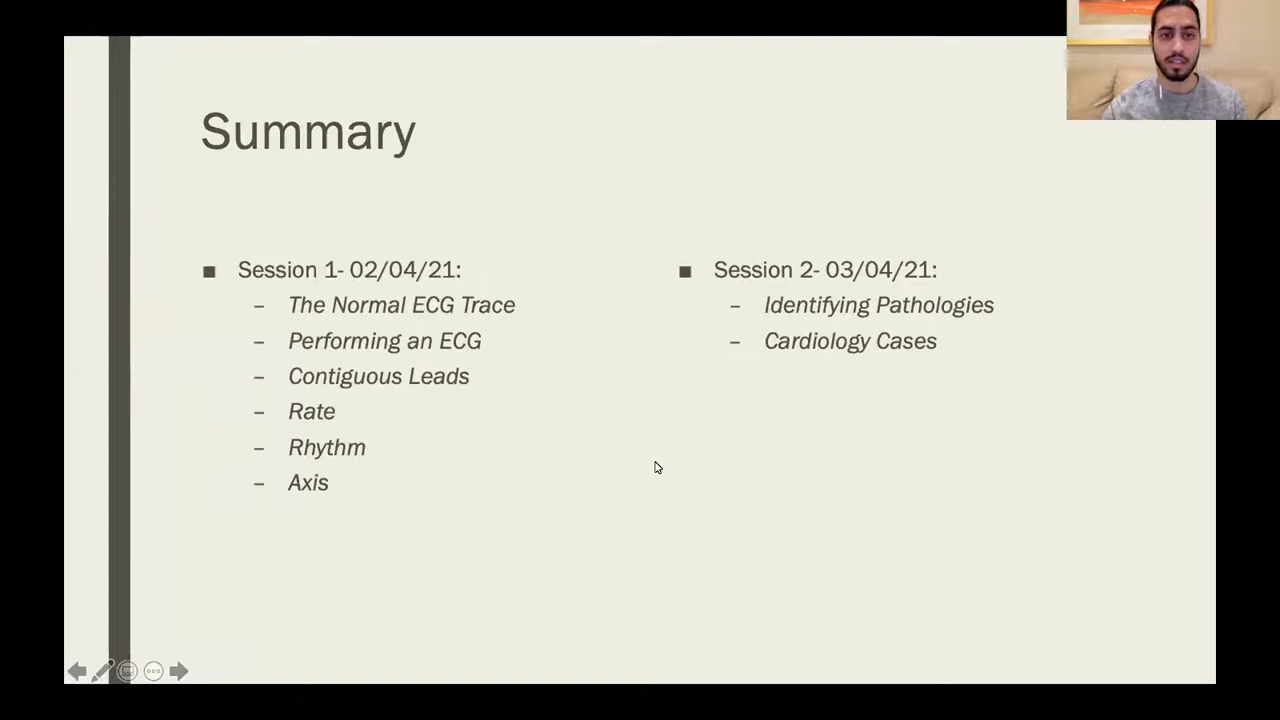 Summary
Session 1- 02/04/21:
– The Normal ECG Trace
– Performing an ECG
– Contiguous Leads
– Rate
– Rhythm
– Axis
Session 2- 03/04/21:
– Identifying Pathologies
– Cardiology Cases